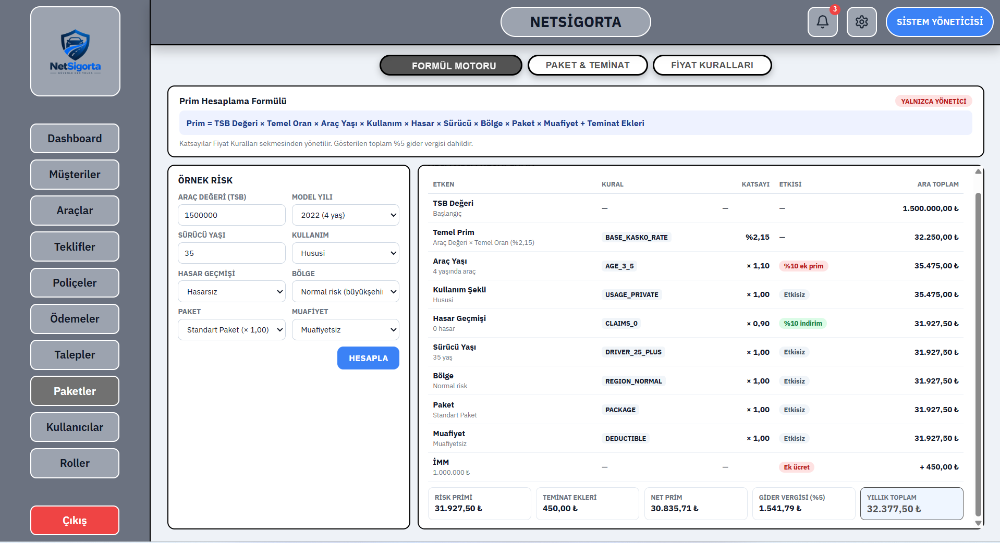 NetSigorta
GÜVENLE HER YOLDA
Dashboard
Müşteriler
Araçlar
Teklifler
Poliçeler
Ödemeler
Talepler
Paketler
Kullanıcılar
Roller
Çıkış
NETSİGORTA
3
SİSTEM YÖNETİCİSİ
FORMÜL MOTORU
PAKET & TEMİNAT
FİYAT KURALLARI
Prim Hesaplama Formülü
YALNIZCA YÖNETİCİ
Prim = TSB Değeri × Temel Oran × Araç Yaşı × Kullanım × Hasar × Sürücü × Bölge × Paket × Muafiyet + Teminat Ekleri
Katsayılar Fiyat Kuralları sekmesinden yönetilir. Gösterilen toplam %5 gider vergisi dahildir.
ÖRNEK RİSK
ARAÇ DEĞERİ (TSB) MODEL YILI
1500000 2022 (4 yaş)
SÜRÜCÜ YAŞI KULLANIM
35 Hususi
HASAR GEÇMİŞİ BÖLGE
Hasarsız Normal risk (büyükşehi
PAKET MUAFİYET
Standart Paket (× 1,00) Muafiyetsiz
HESAPLA
ETKEN KURAL KATSAYI ETKİSİ ARA TOPLAM
TSB Değeri — — — 1.500.000,00 ₺
Başlangıç
Temel Prim BASE_KASKO_RATE %2,15 — 32.250,00 ₺
Araç Değeri × Temel Oran (%2,15)
Araç Yaşı AGE_3_5 × 1,10 %10 ek prim 35.475,00 ₺
4 yaşında araç
Kullanım Şekli USAGE_PRIVATE × 1,00 Etkisiz 35.475,00 ₺
Hususi
Hasar Geçmişi CLAIMS_0 × 0,90 %10 indirim 31.927,50 ₺
0 hasar
Sürücü Yaşı DRIVER_25_PLUS × 1,00 Etkisiz 31.927,50 ₺
35 yaş
Bölge REGION_NORMAL × 1,00 Etkisiz 31.927,50 ₺
Normal risk
Paket PACKAGE × 1,00 Etkisiz 31.927,50 ₺
Standart Paket
Muafiyet DEDUCTIBLE × 1,00 Etkisiz 31.927,50 ₺
Muafiyetsiz
İMM — — Ek ücret + 450,00 ₺
1.000.000 ₺
RİSK PRİMİ TEMİNAT EKLERİ NET PRİM GİDER VERGİSİ (%5) YILLIK TOPLAM
31.927,50 ₺ 450,00 ₺ 30.835,71 ₺ 1.541,79 ₺ 32.377,50 ₺